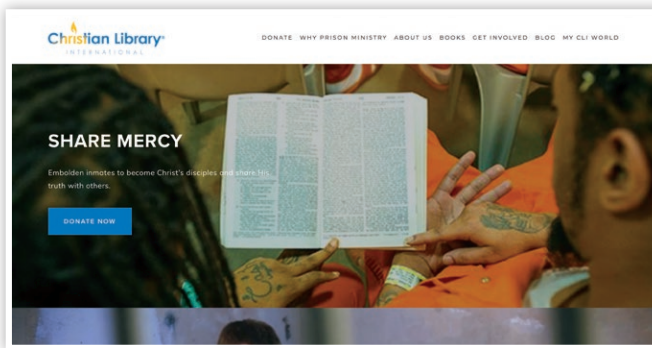 Christian Library
INTERNATIONAL
DONATE WHY PRISON MINISTRY ABOUT US BOOKS GET INVOLVED BLOG MY CLI WORLD
SHARE MERCY
Embolden inmates to become Christ's disciples and share His
truth with others.
DONATE NOW